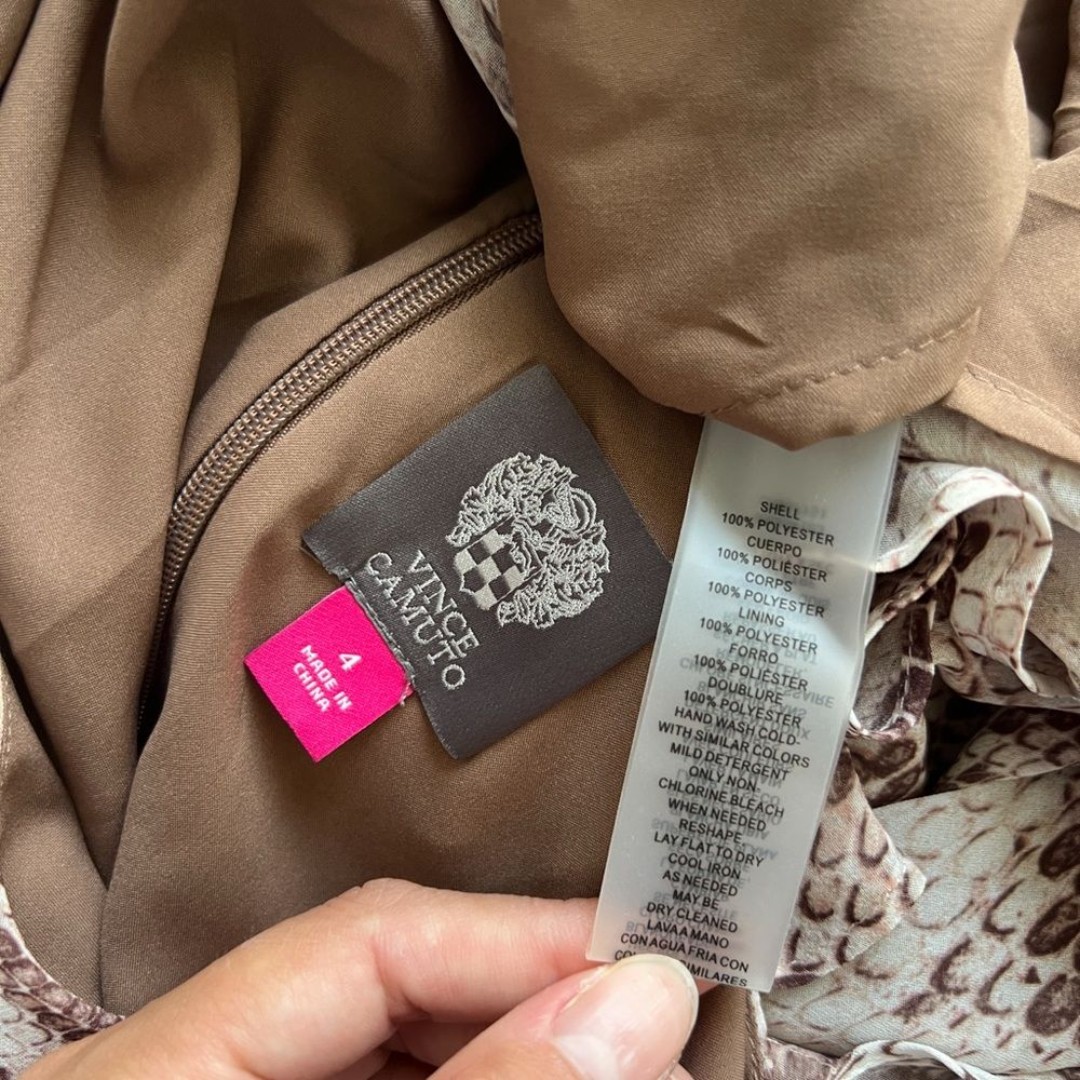 VINCE
CAMUTO
4
MADE IN
CHINA
SHELL
100% POLYESTER
CUERPO
100% POLIÉSTER
CORPS
100% POLYESTER
LINING
100% POLYESTER
FORRO
100% POLIESTER
DOUBLURE
100% POLYESTER
HAND WASH COLD-
WITH SIMILAR COLORS
MILD DETERGENT
ONLY NON
CHLORINE BLEACH
WHEN NEEDED
RESHAPE
LAY FLAT TO DRY
COOL IRON
AS NEEDED
MAY BE
DRY CLEANED
LAVA A MANO
CON AGUA FRIA CON